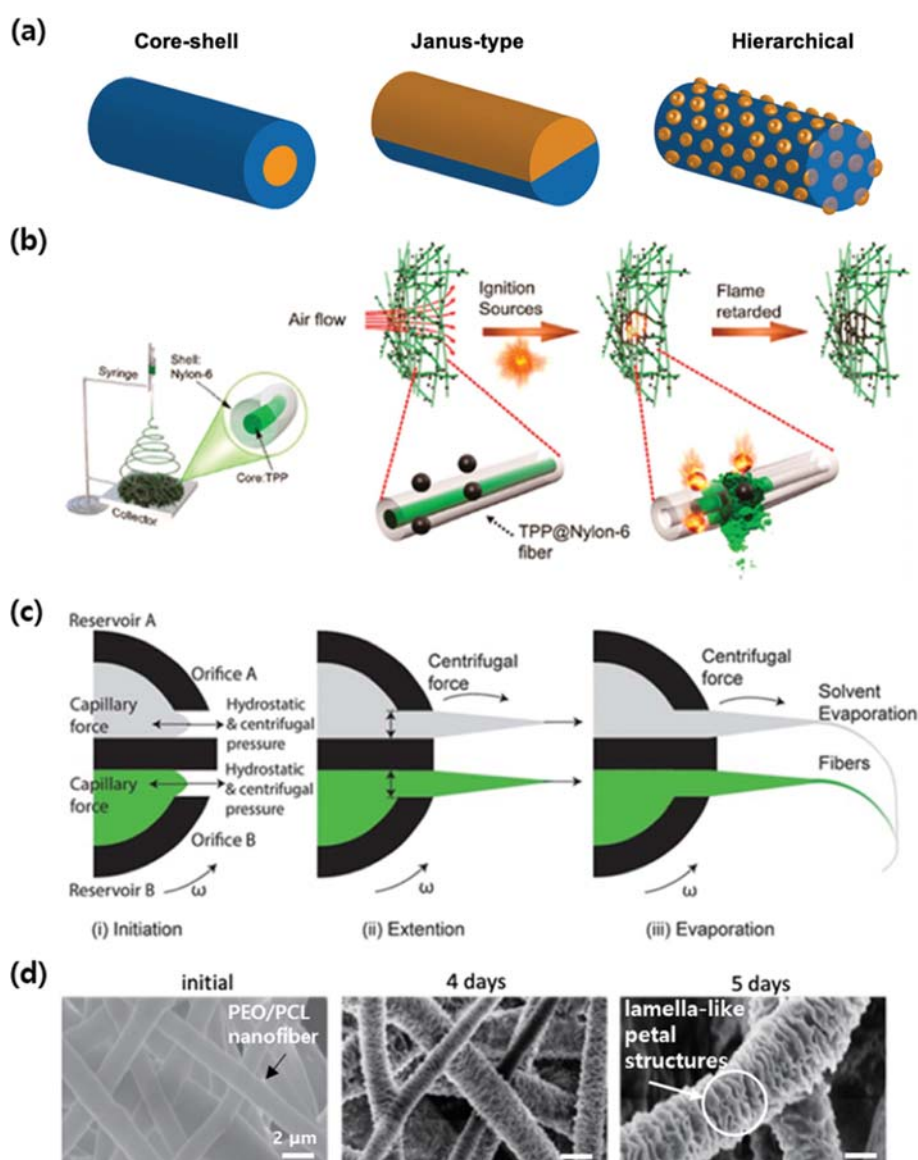 (a)
Core-shell
Janus-type
Hierarchical
(b)
Syringe
Shell:
Nylon-6
Core:TPP
Collector
Air flow
Ignition
Sources
Flame
retarded
TPP@Nylon-6
fiber
(c)
Reservoir A
Orifice A
Capillary
force
Hydrostatic
& centrifugal
pressure
Capillary
force
Hydrostatic
& centrifugal
pressure
Orifice B
Reservoir B
ω
(i) Initiation
Centrifugal
force
ω
(ii) Extention
Centrifugal
force
Solvent
Evaporation
Fibers
ω
(iii) Evaporation
(d)
initial
PEO/PCL
nanofiber
2 μm
4 days
5 days
lamella-like
petal
structures